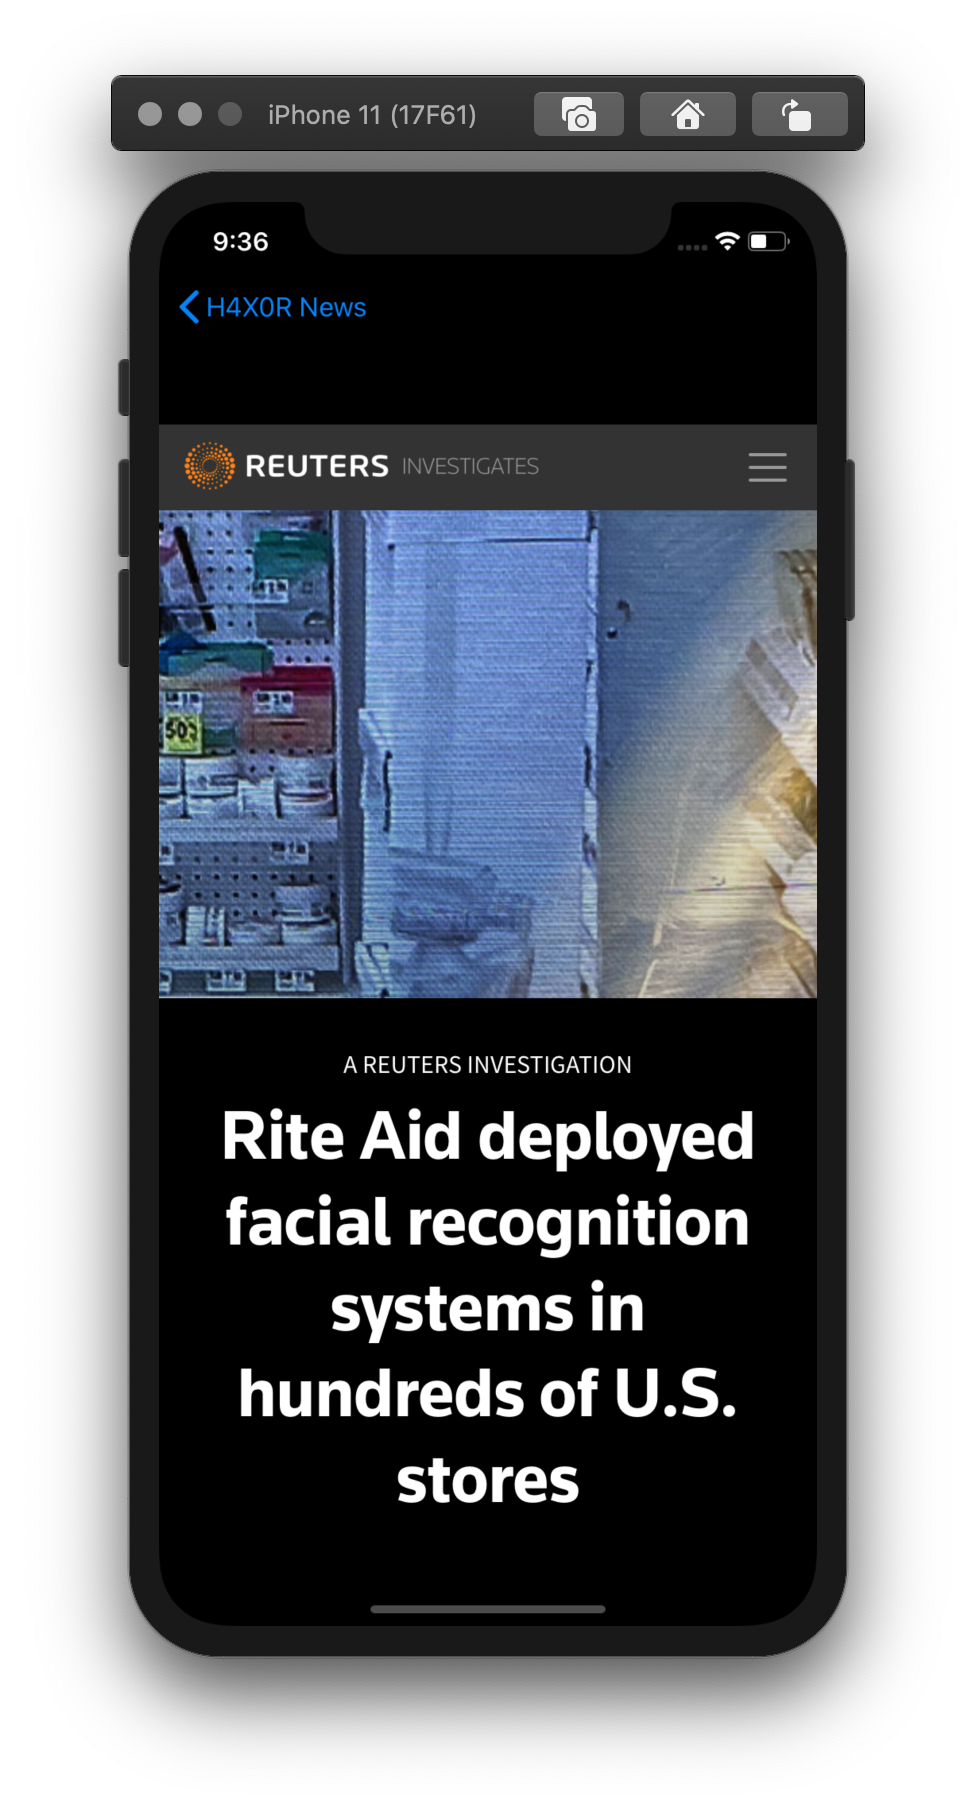 iPhone 11 (17F61)
9:36
H4X0R News
REUTERS INVESTIGATES
50
A REUTERS INVESTIGATION
Rite Aid deployed
facial recognition
systems in
hundreds of U.S.
stores